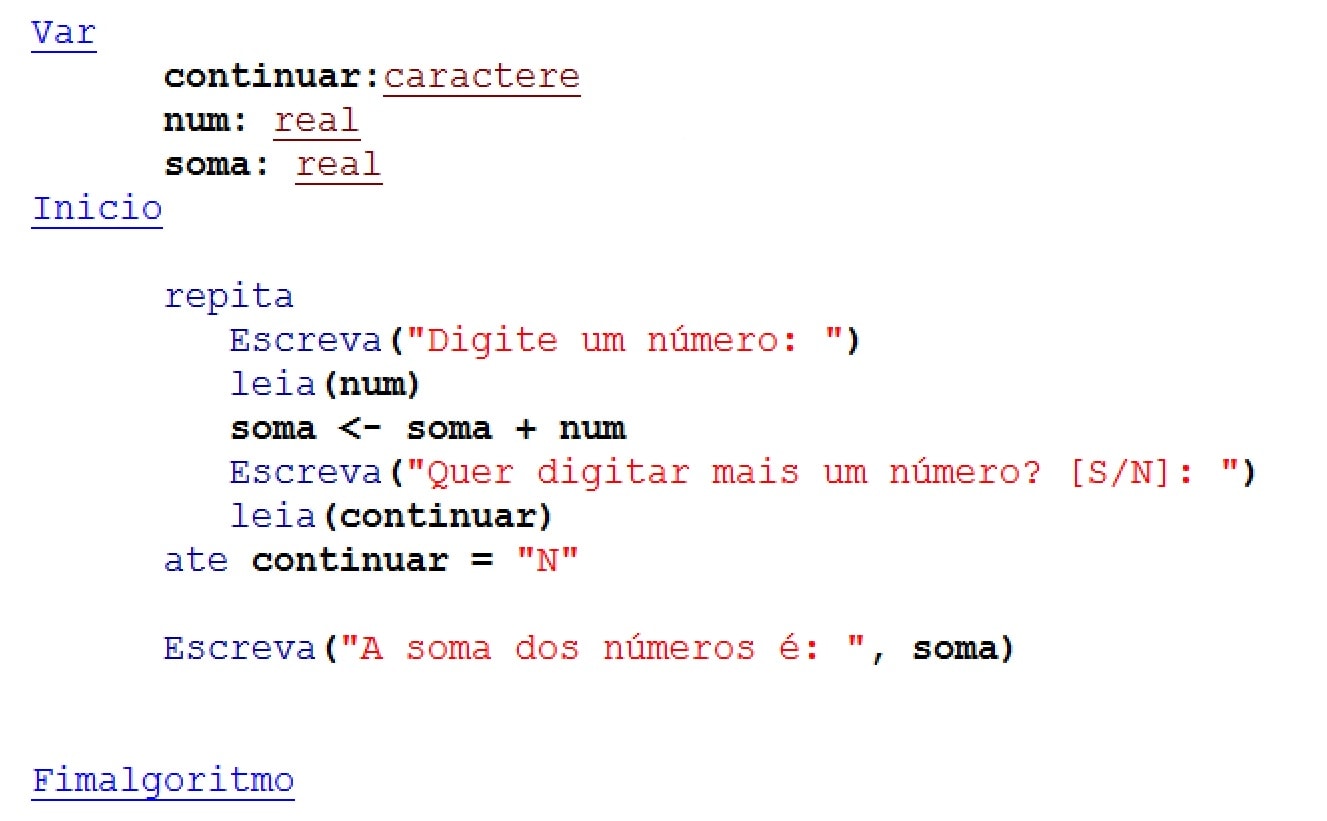 Var
continuar:caractere
num: real
soma: real
Inicio
repita
Escreva("Digite um número: ")
leia(num)
soma <- soma + num
Escreva("Quer digitar mais um número? [S/N]: ")
leia(continuar)
ate continuar = "N"
Escreva("A soma dos números é: ", soma)
Fimalgoritmo